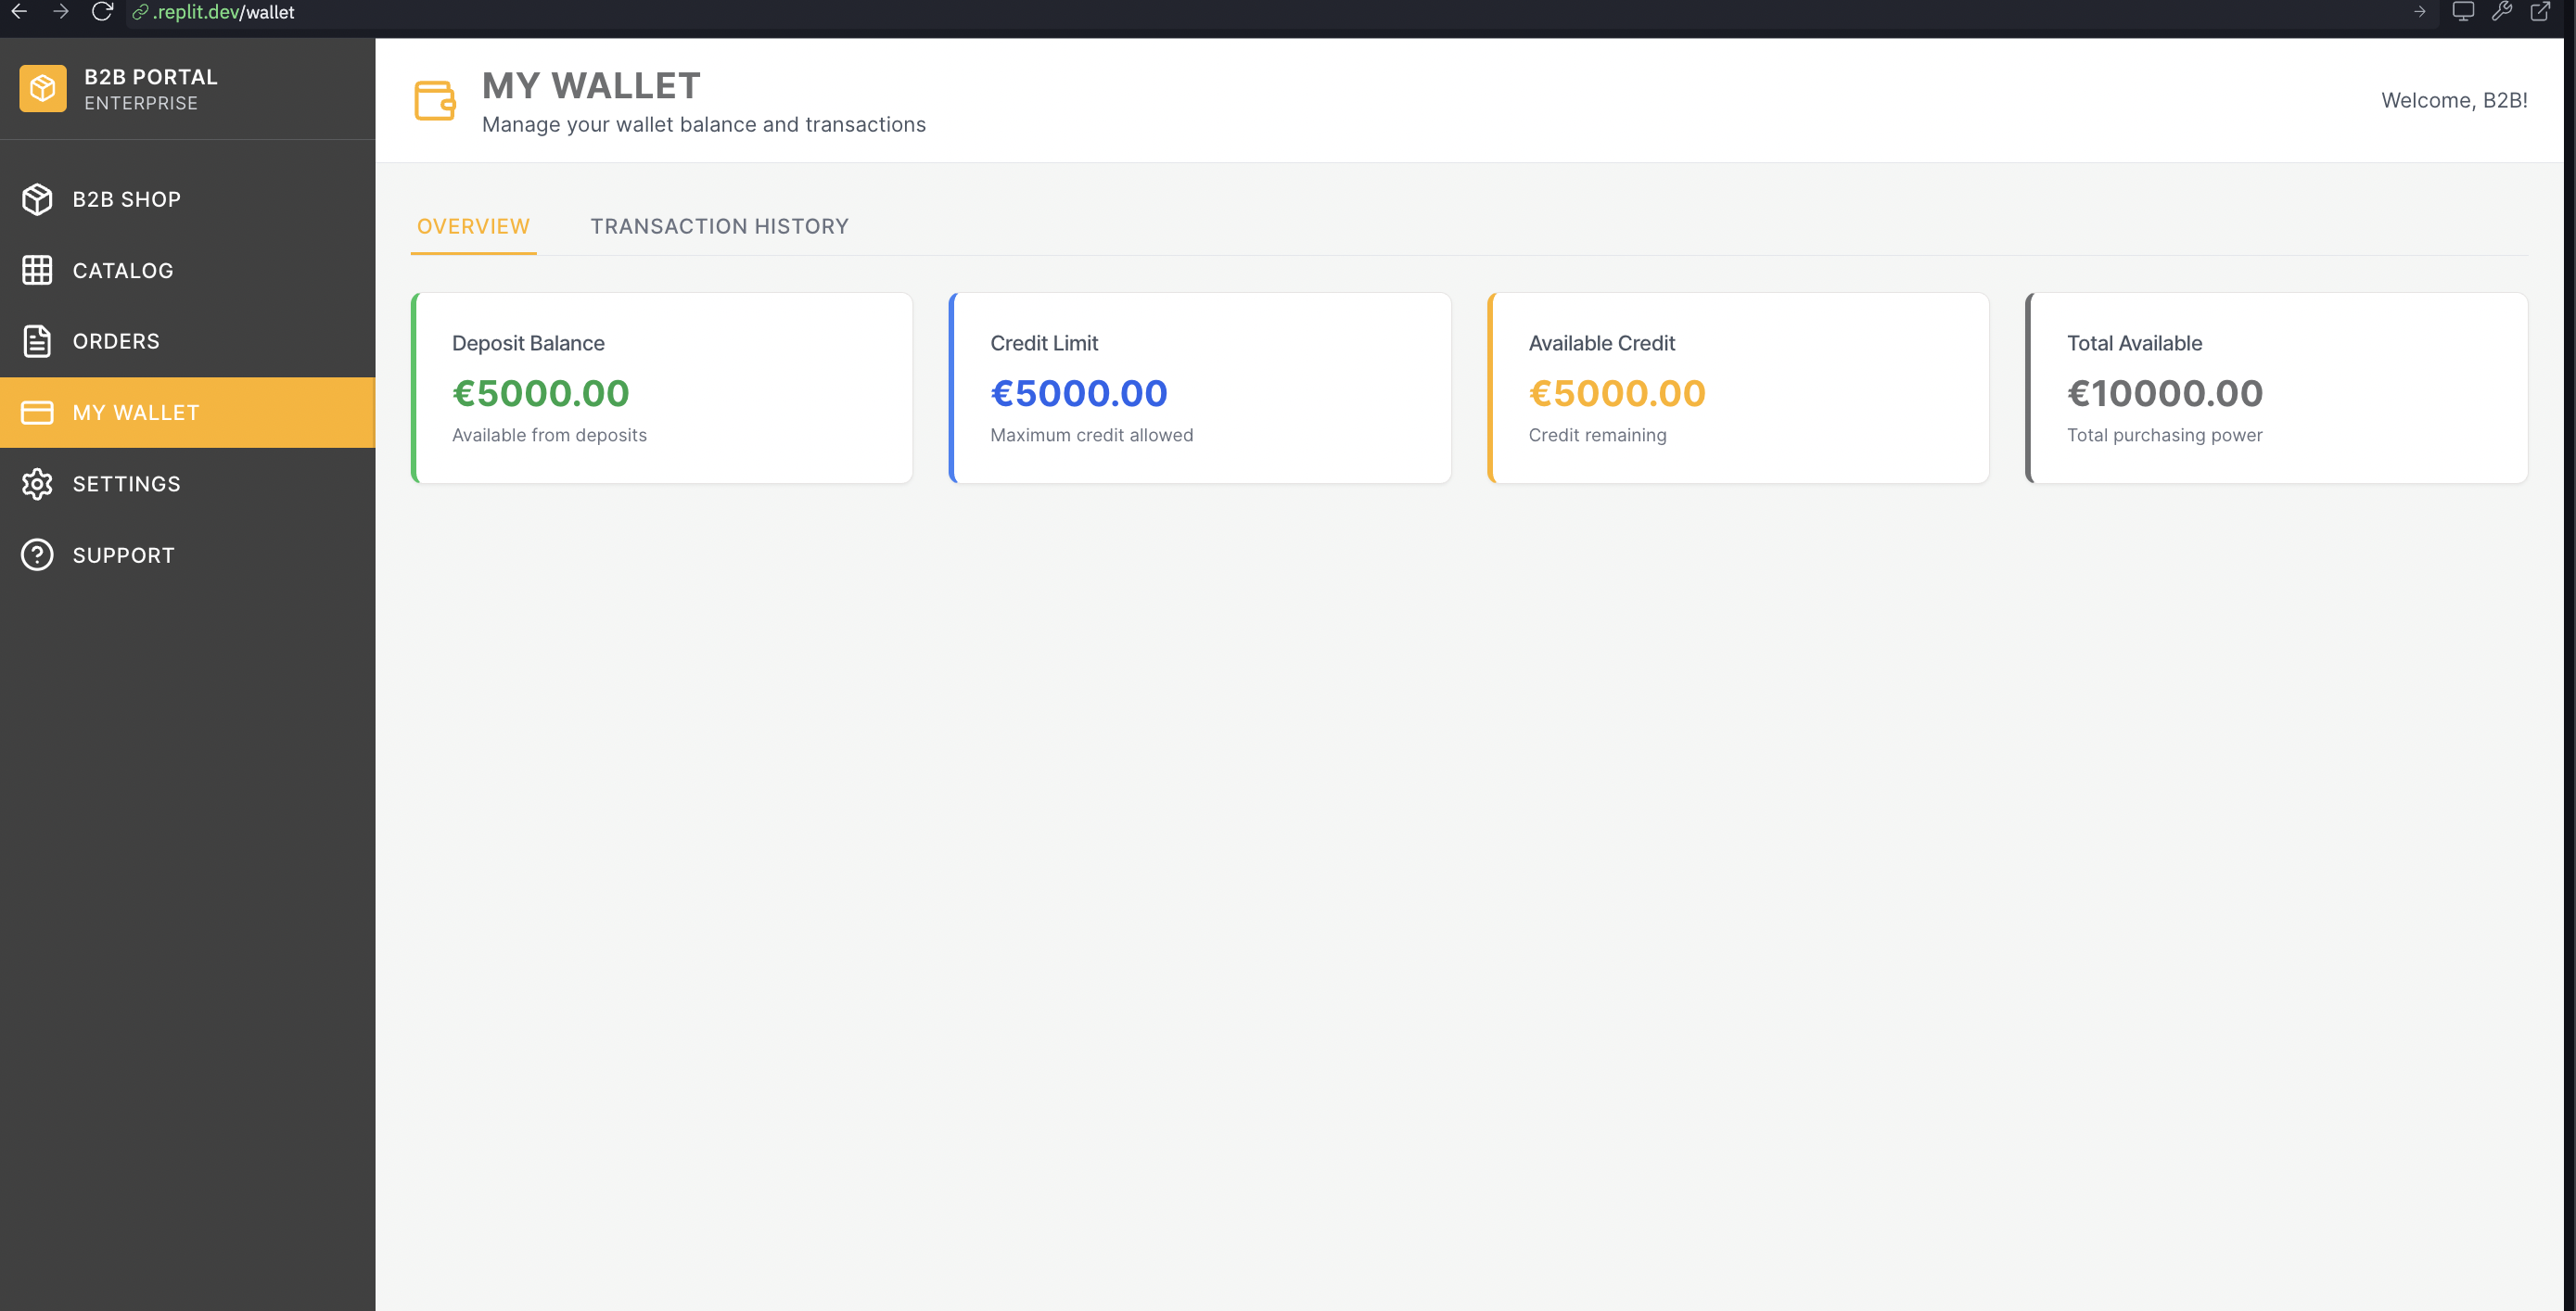 .replit.dev/wallet
B2B PORTAL
ENTERPRISE
B2B SHOP
CATALOG
ORDERS
MY WALLET
SETTINGS
SUPPORT
MY WALLET
Manage your wallet balance and transactions
Welcome, B2B!
OVERVIEW
TRANSACTION HISTORY
Deposit Balance
€5000.00
Available from deposits
Credit Limit
€5000.00
Maximum credit allowed
Available Credit
€5000.00
Credit remaining
Total Available
€10000.00
Total purchasing power